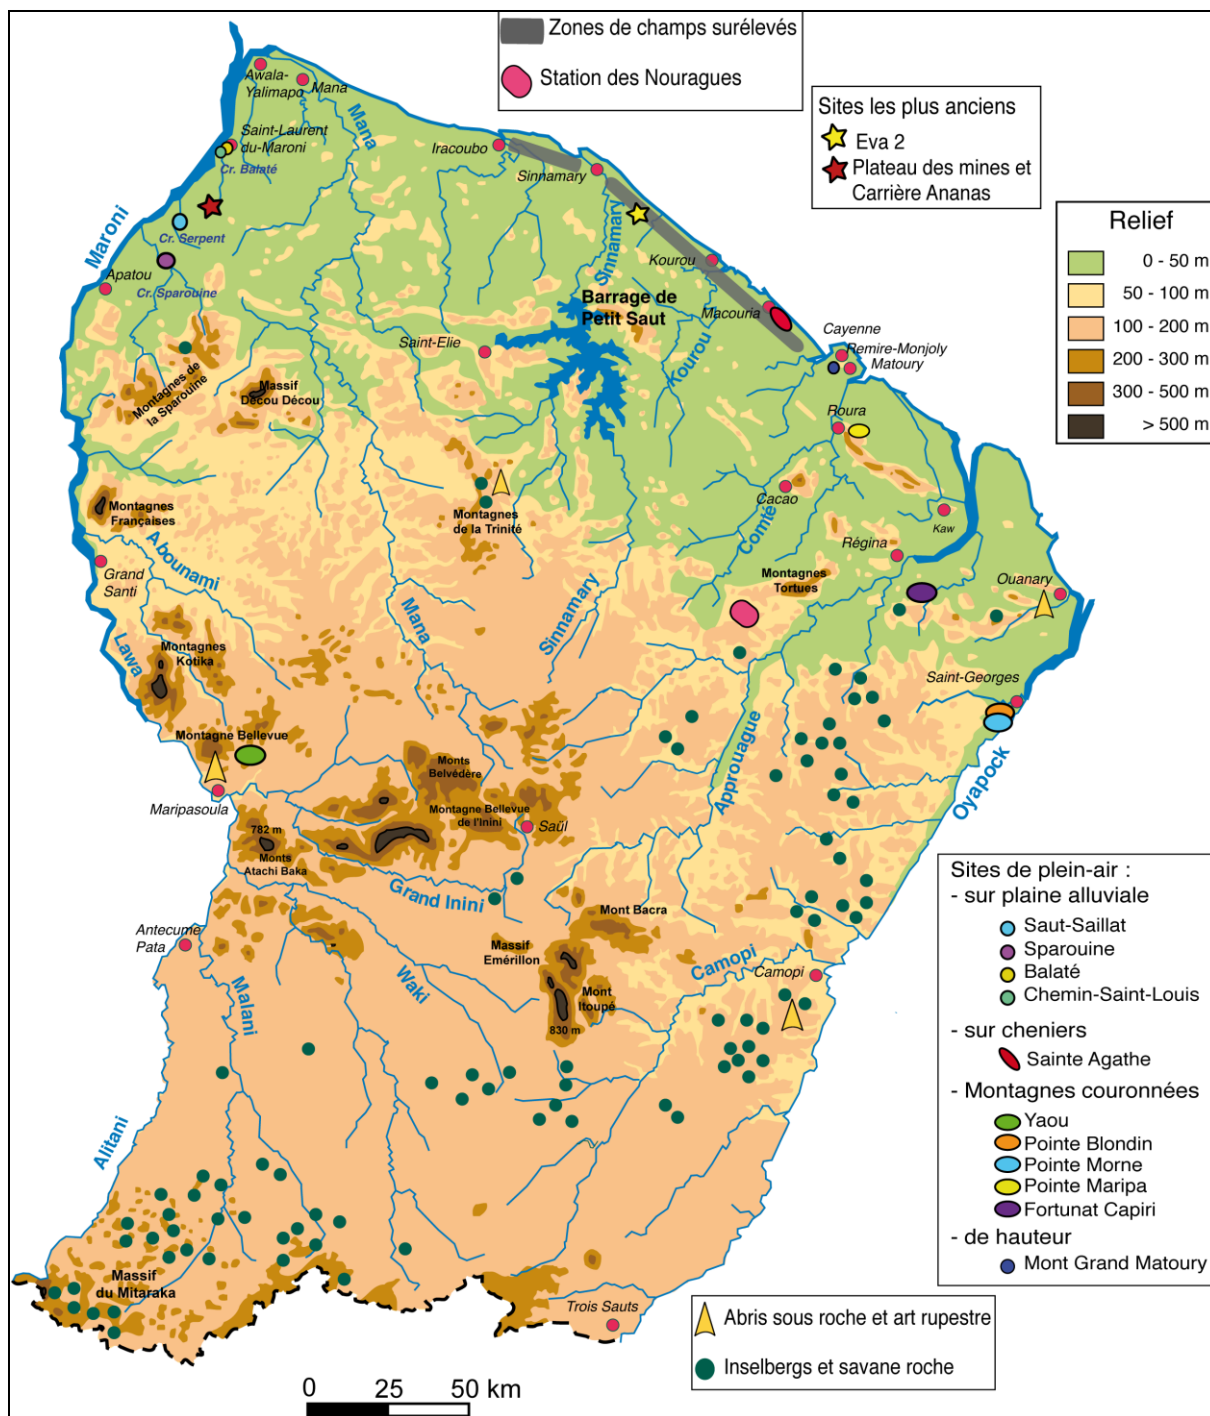 Zones de champs surélevés
Station des Nouragues
Sites les plus anciens
Eva 2
Plateau des mines et
Carrière Ananas
Relief
0 - 50 m
50 - 100 m
100 - 200 m
200 - 300 m
300 - 500 m
> 500 m
Awala-
Yalimapo
Mana
Mana
Saint-Laurent
du-Maroni
Cr. Balaté
Iracoubo
Sinnamary
Maroni
Cr. Serpent
Sinnamary
Kourou
Apatou
Cr. Sparouine
Barrage de
Petit Saut
Macouria
Cayenne
Remire-Monjoly
Matoury
Saint-Elie
Kourou
Montagnes de
la Sparouine
Massif
Décou Décou
Roura
Montagnes
Françaises
Montagnes
de la Trinité
Cacao
Comté
Kaw
Abounami
Régina
Grand
Santi
Montagnes
Tortues
Ouanary
Mana
Sinnamary
Lawa
Montagnes
Kotika
Saint-Georges
Montagne Bellevue
Approuague
Oyapock
Monts
Belvédère
Maripasoula
Montagne Bellevue
de l'Inini
Saül
782 m
Monts
Atachi Baka
Grand Inini
Mont Bacra
Antecume
Pata
Massif
Emérillon
Camopi
Camopi
Malani
Waki
Mont
Itoupé
830 m
Alitani
Massif
du Mitaraka
Trois Sauts
Sites de plein-air :
- sur plaine alluviale
Saut-Saillat
Sparouine
Balaté
Chemin-Saint-Louis
- sur cheniers
Sainte Agathe
- Montagnes couronnées
Yaou
Pointe Blondin
Pointe Morne
Pointe Maripa
Fortunat Capiri
- de hauteur
Mont Grand Matoury
Abris sous roche et art rupestre
Inselbergs et savane roche
0 25 50 km